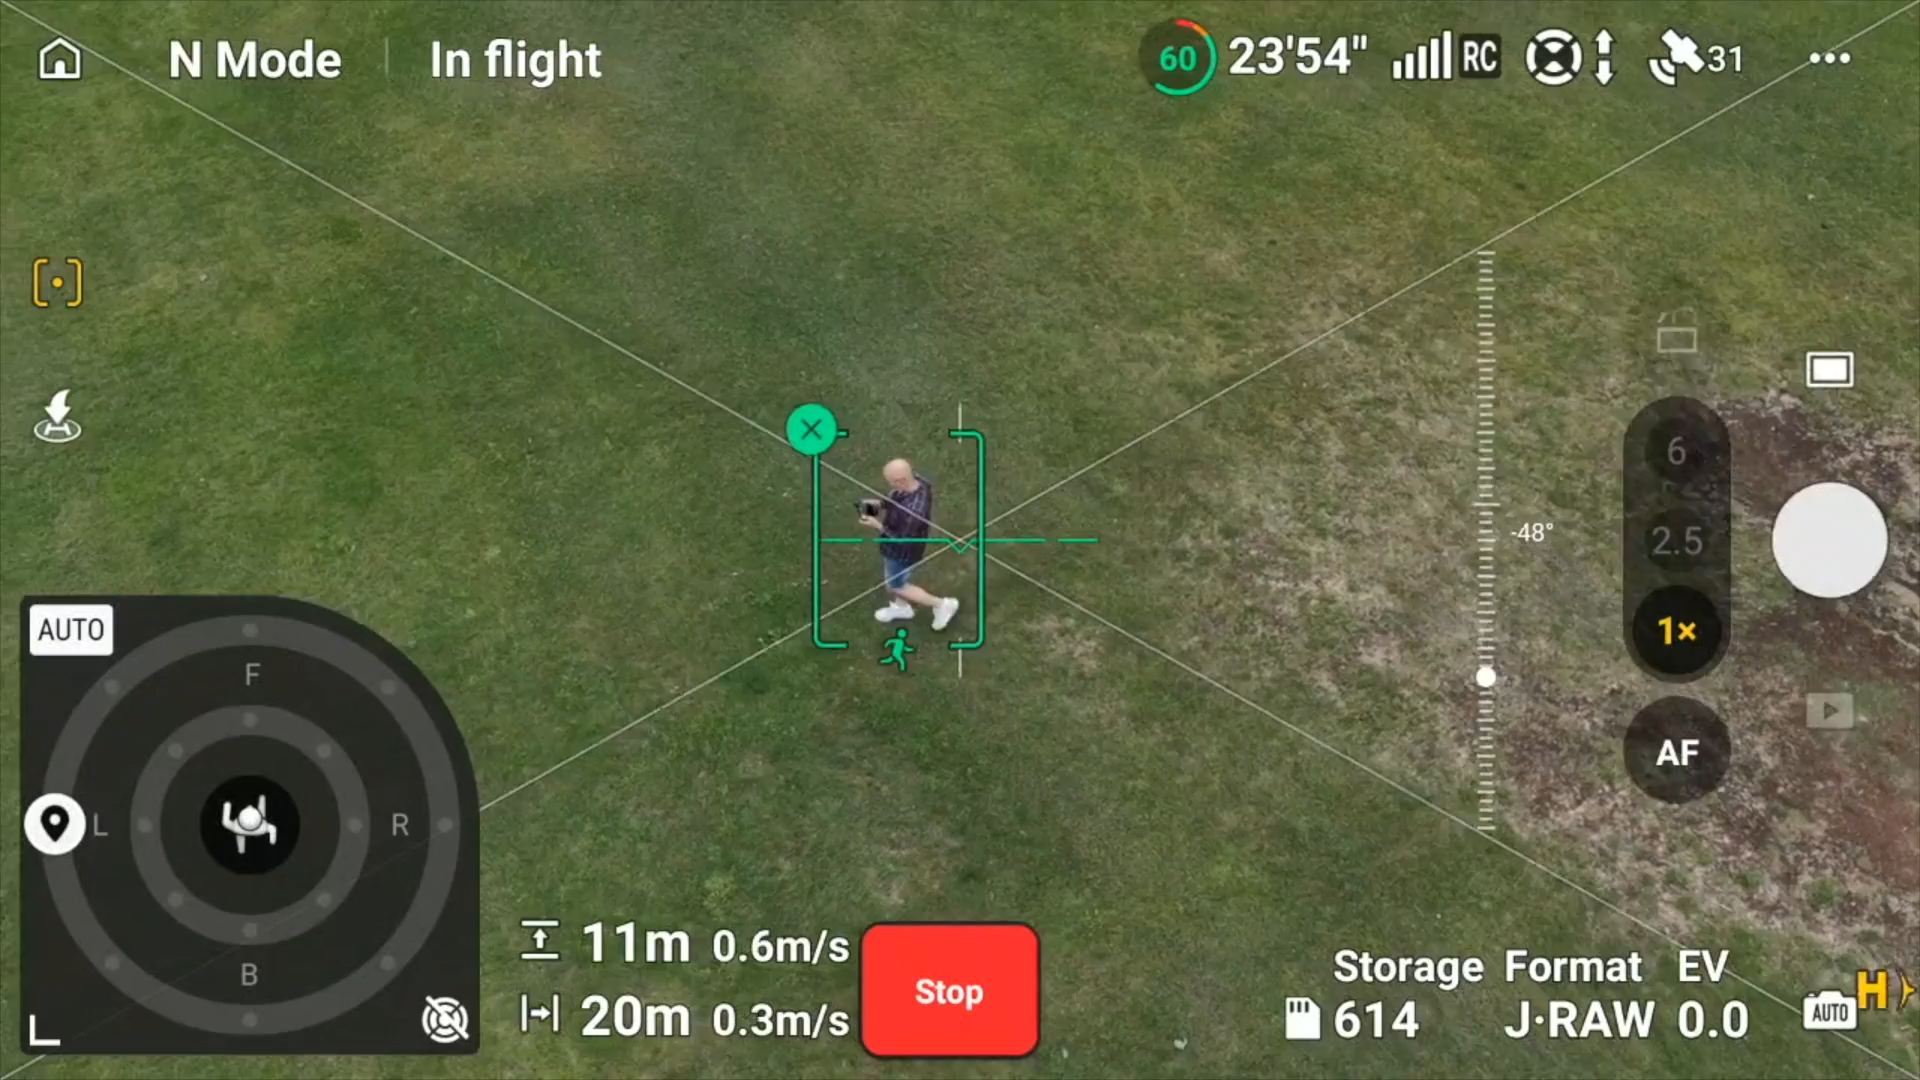 N Mode
In flight
60
23'54"
RC
31
-48°
6
2.5
1×
AF
AUTO
F
L
R
B
11m 0.6m/s
20m 0.3m/s
Stop
Storage Format EV
614 J·RAW 0.0
AUTO
H